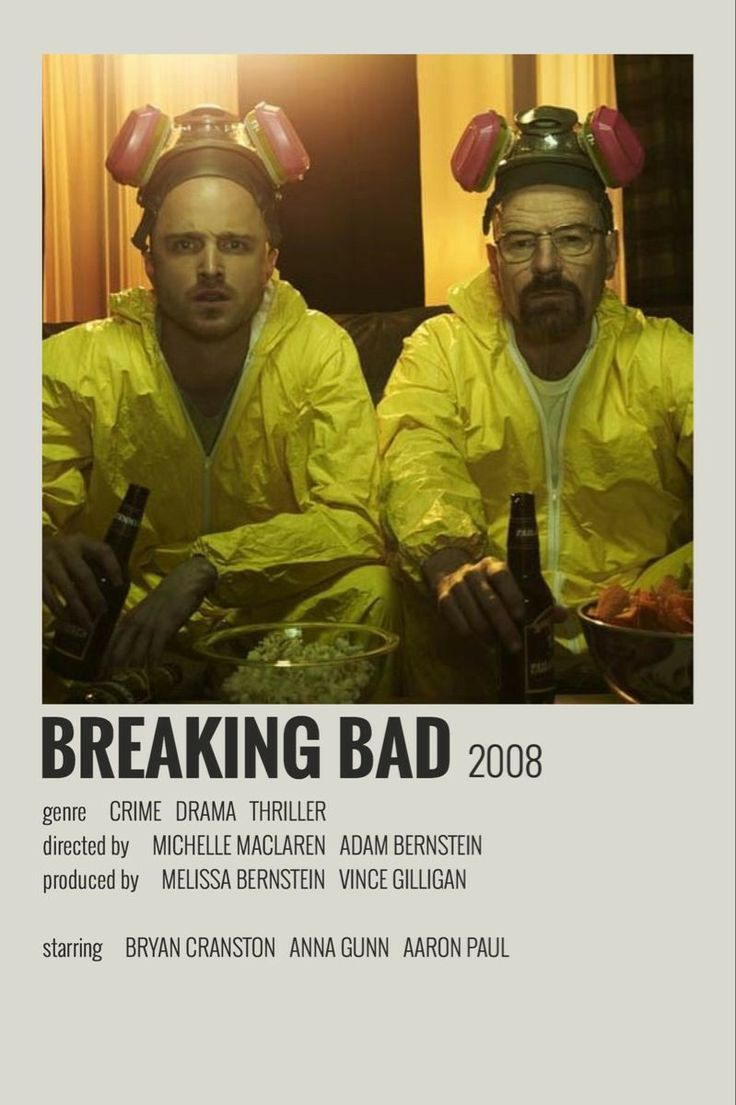 BREAKING BAD 2008
genre CRIME DRAMA THRILLER
directed by MICHELLE MACLAREN ADAM BERNSTEIN
produced by MELISSA BERNSTEIN VINCE GILLIGAN
starring BRYAN CRANSTON ANNA GUNN AARON PAUL